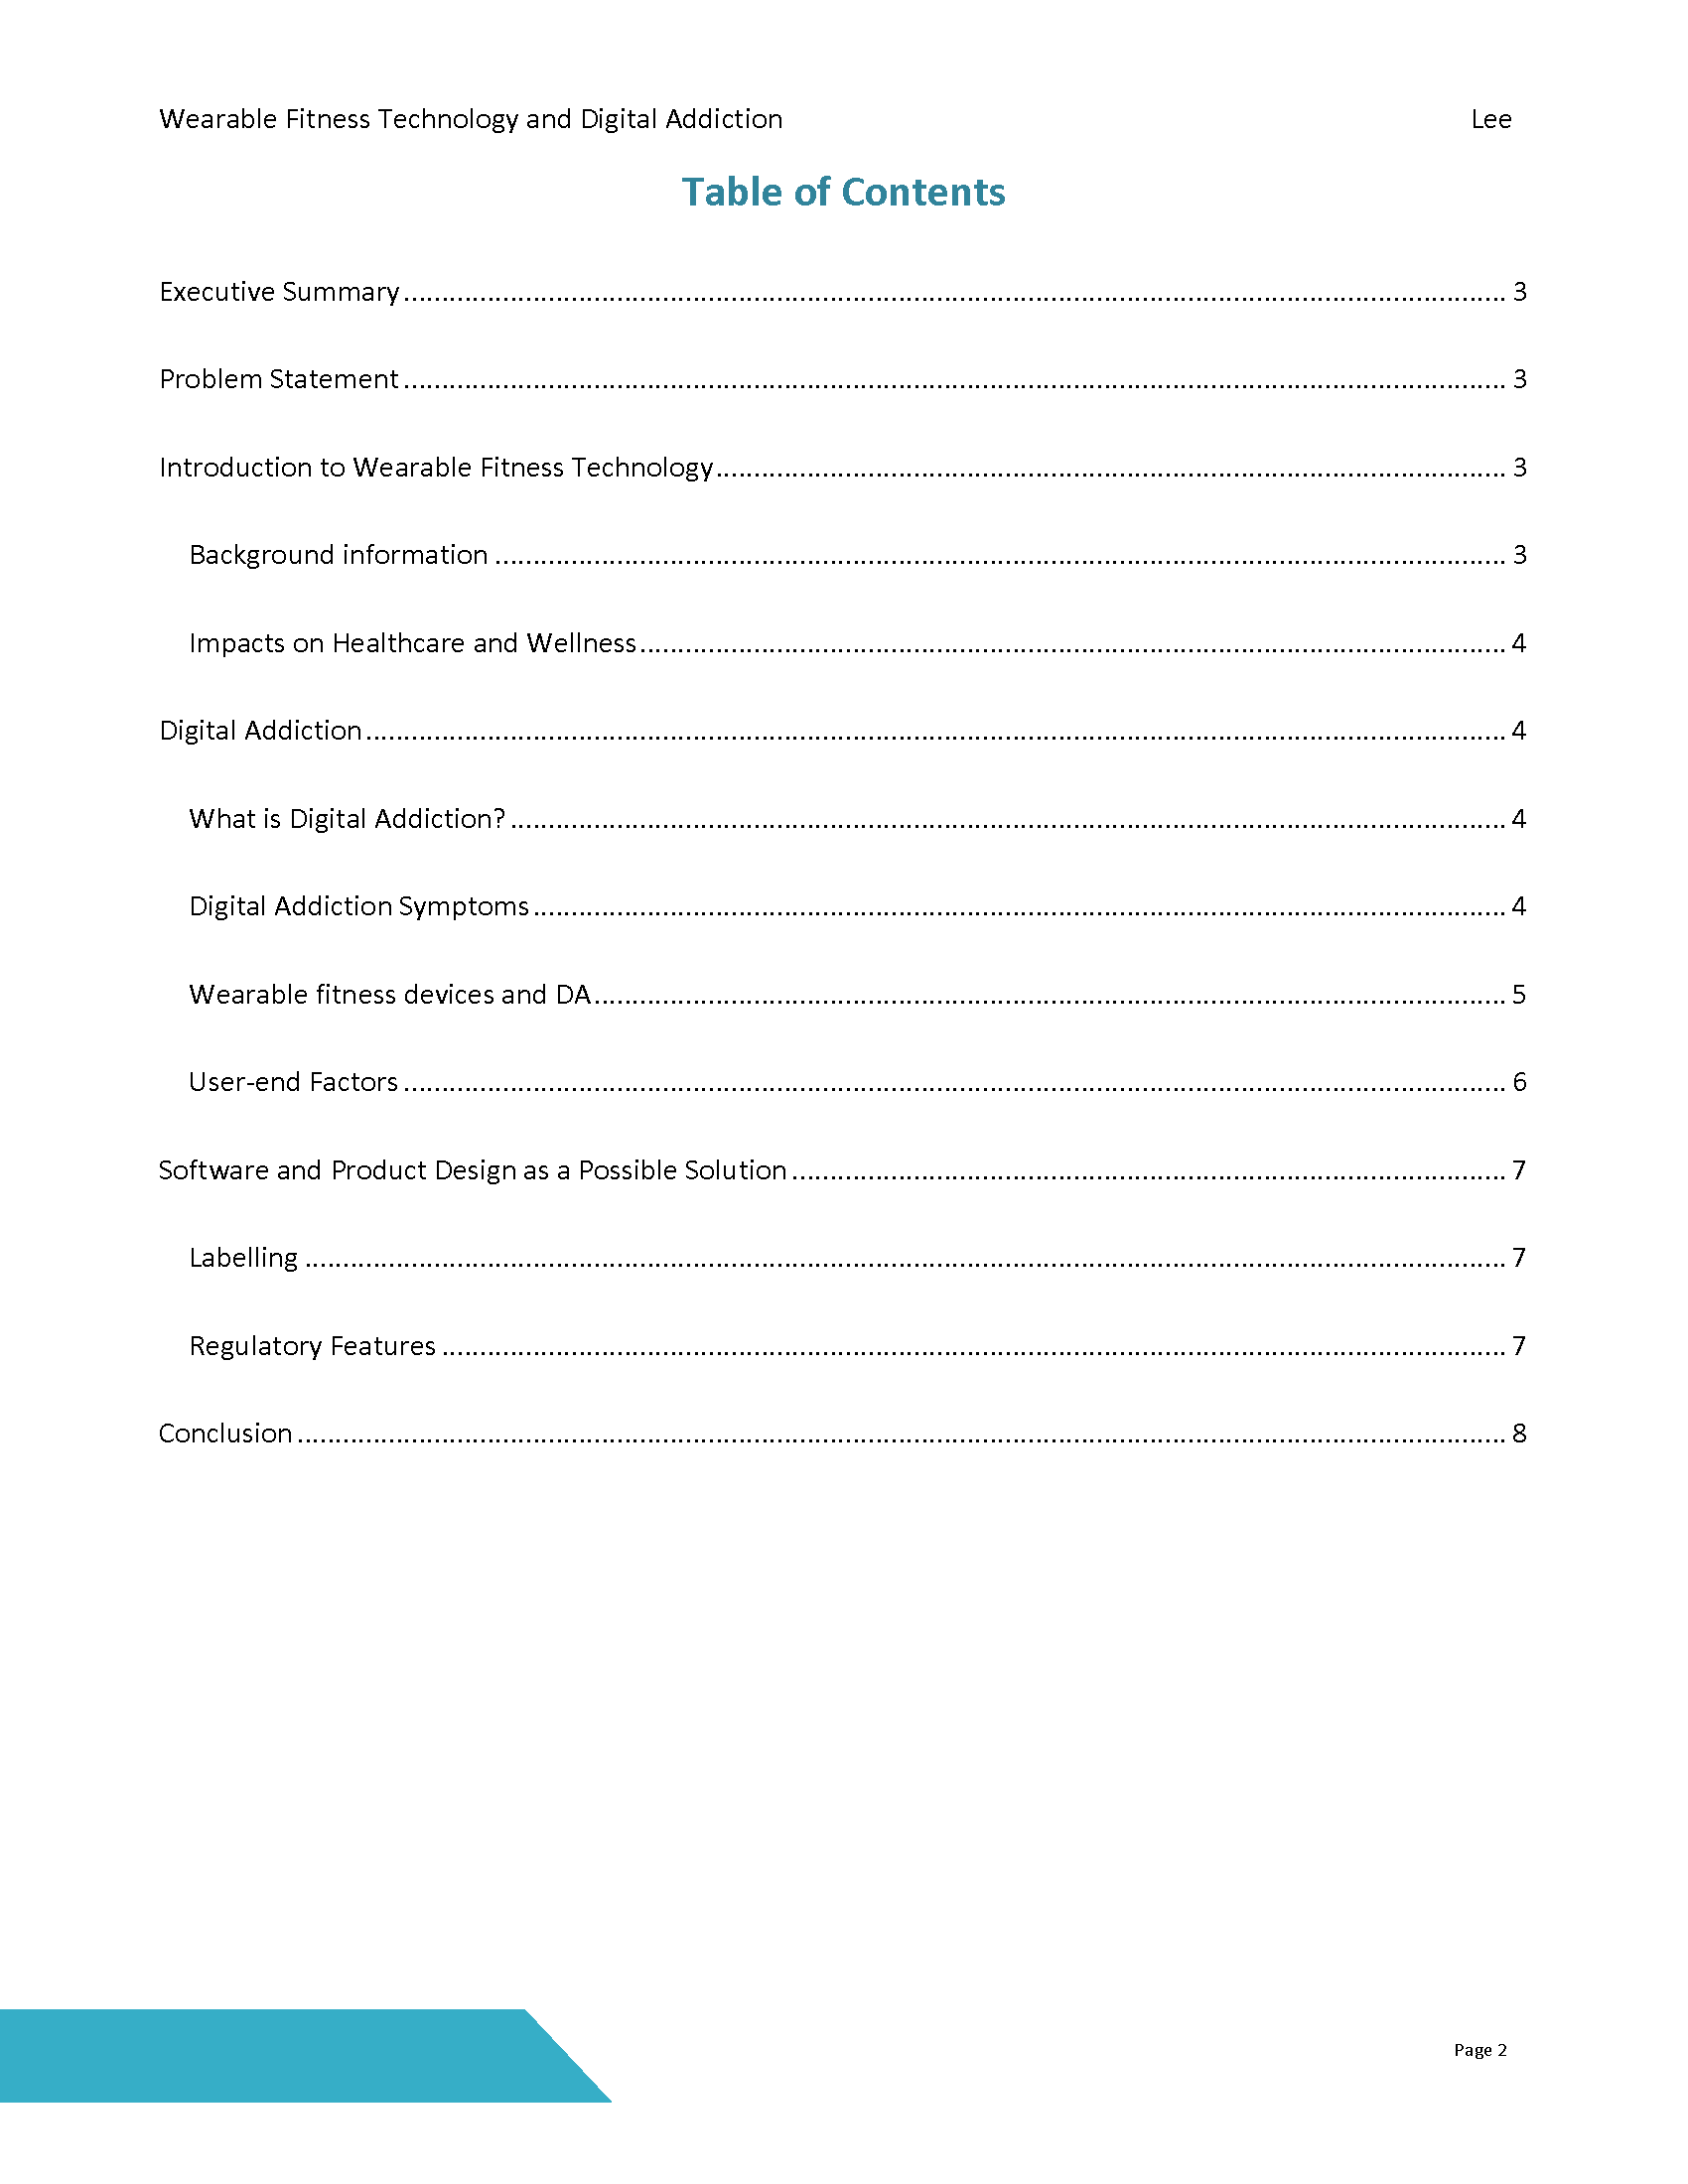 Wearable Fitness Technology and Digital Addiction Lee
Table of Contents
Executive Summary 3
Problem Statement 3
Introduction to Wearable Fitness Technology 3
Background information 3
Impacts on Healthcare and Wellness 4
Digital Addiction 4
What is Digital Addiction? 4
Digital Addiction Symptoms 4
Wearable fitness devices and DA 5
User-end Factors 6
Software and Product Design as a Possible Solution 7
Labelling 7
Regulatory Features 7
Conclusion 8
Page 2